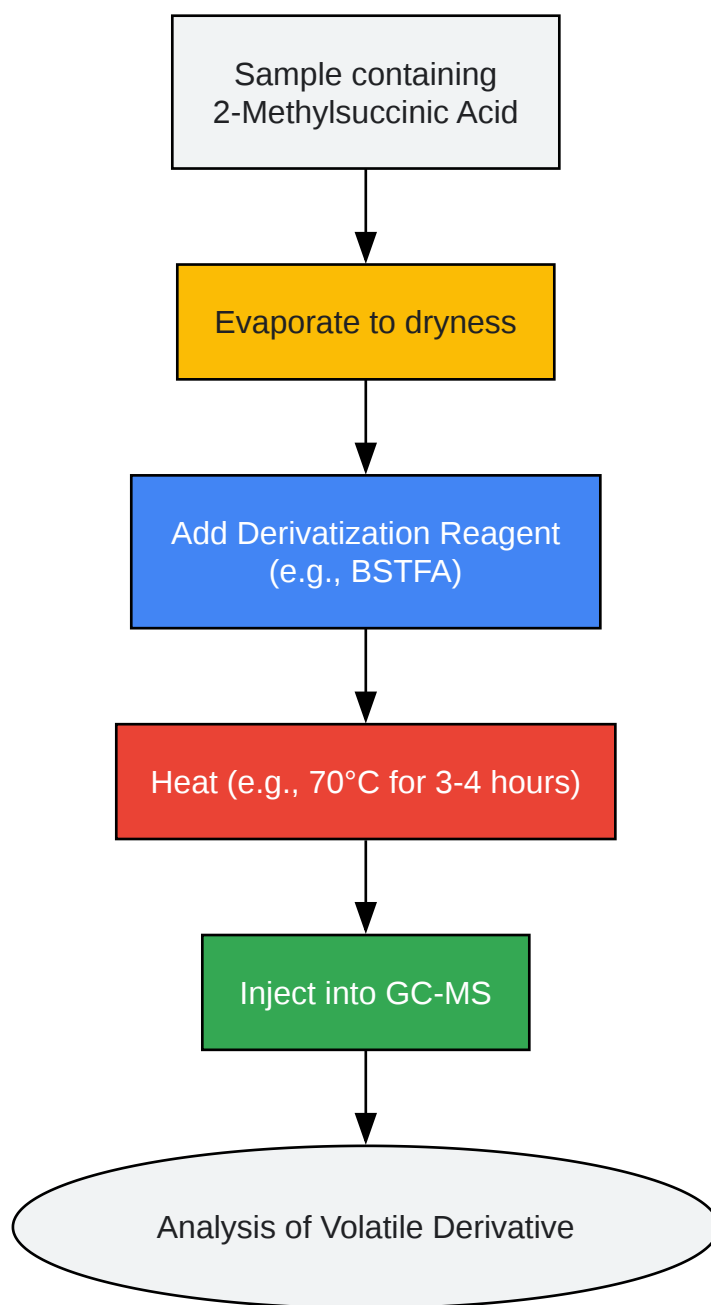 Sample containing
2-Methylsuccinic Acid
Evaporate to dryness
Add Derivatization Reagent
(e.g., BSTFA)
Heat (e.g., 70°C for 3-4 hours)
Inject into GC-MS
Analysis of Volatile Derivative